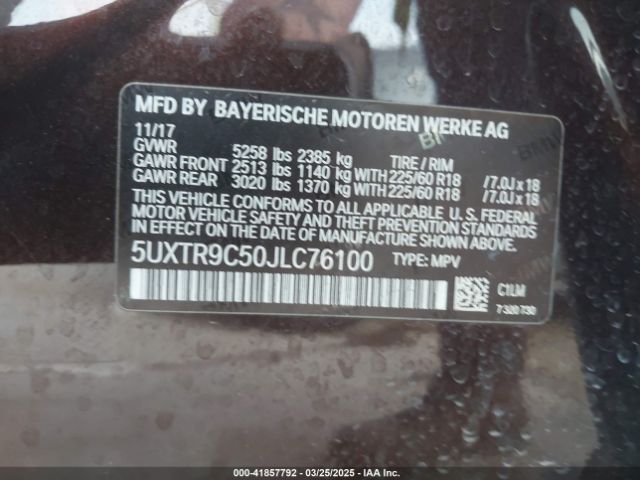 MFD BY BAYERISCHE MOTOREN WERKE AG
11/17
GVWR 5258 lbs 2385 kg TIRE / RIM
GAWR FRONT 2513 lbs 1140 kg WITH 225/60 R18 /7.0J x 18
GAWR REAR 3020 lbs 1370 kg WITH 225/60 R18 /7.0J x 18
THIS VEHICLE CONFORMS TO ALL APPLICABLE U. S. FEDERAL
MOTOR VEHICLE SAFETY AND THEFT PREVENTION STANDARDS
IN EFFECT ON THE DATE OF MANUFACTURE SHOWN ABOVE.
5UXTR9C50JLC76100 TYPE: MPV
C1LM
7 320 730
000-41857792 - 03/25/2025 - IAA Inc.